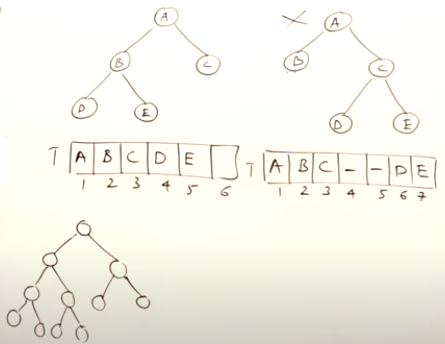 A
B C
D E
T A B C D E
1 2 3 4 5 6
A
B
C
D E
T A B C - - D E
1 2 3 4 5 6 7